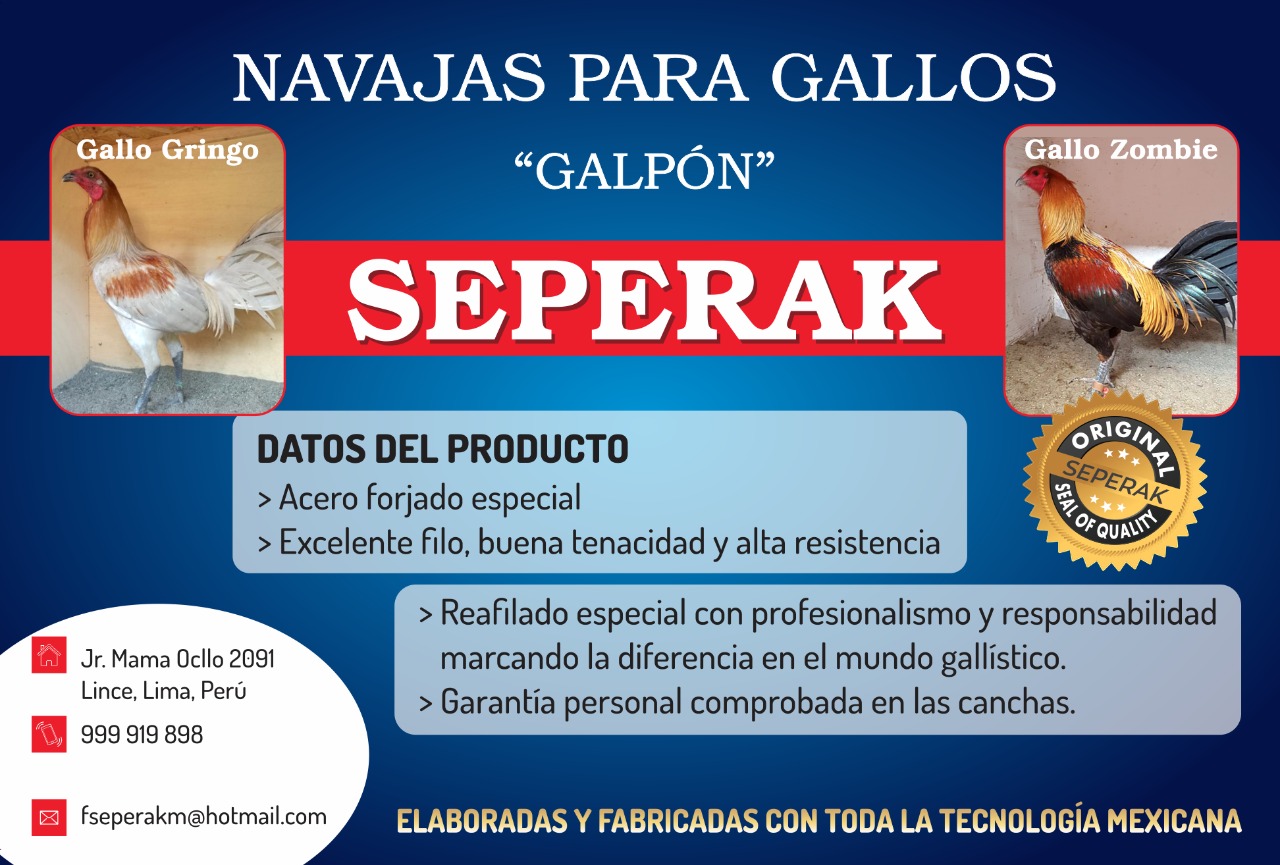 NAVAJAS PARA GALLOS
“GALPÓN”
Gallo Gringo
Gallo Zombie
SEPERAK
DATOS DEL PRODUCTO
> Acero forjado especial
> Excelente filo, buena tenacidad y alta resistencia
ORIGINAL
SEPERAK
SEAL OF QUALITY
> Reafilado especial con profesionalismo y responsabilidad
marcando la diferencia en el mundo gallístico.
> Garantía personal comprobada en las canchas.
Jr. Mama Ocllo 2091
Lince, Lima, Perú
999 919 898
fseperakm@hotmail.com
ELABORADAS Y FABRICADAS CON TODA LA TECNOLOGÍA MEXICANA